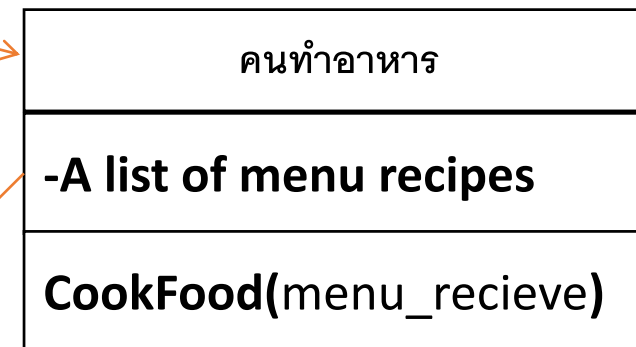 คนทำอาหาร
-A list of menu recipes
CookFood(menu_recieve)